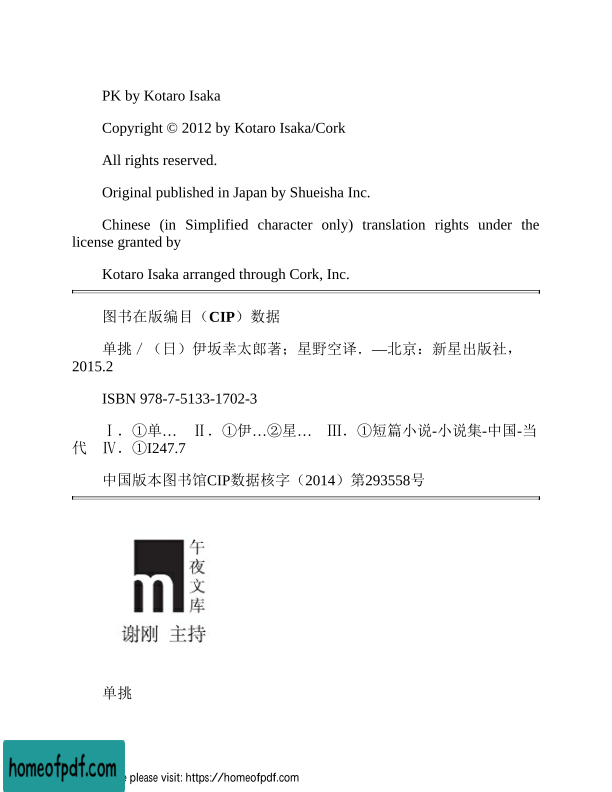 PK by Kotaro Isaka
Copyright © 2012 by Kotaro Isaka/Cork
All rights reserved.
Original published in Japan by Shueisha Inc.
Chinese (in Simplified character only) translation rights under the
license granted by
Kotaro Isaka arranged through Cork, Inc.
图书在版编目（CIP）数据
单挑／（日）伊坂幸太郎著；星野空译．—北京：新星出版社，
2015.2
ISBN 978-7-5133-1702-3
Ⅰ．①单… Ⅱ．①伊…②星… Ⅲ．①短篇小说-小说集-中国-当
代 Ⅳ．①I247.7
中国版本图书馆CIP数据核字（2014）第293558号
m
午夜文库
谢刚 主持
单挑
homeofpdf.com
please visit: https://homeofpdf.com